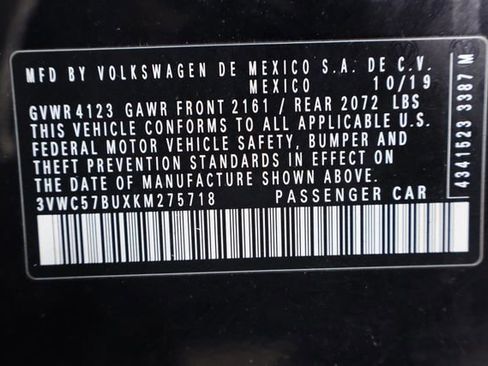 MFD BY VOLKSWAGEN DE MEXICO S.A. DE C.V.
MEXICO 10/19
GVWR 4123 GAWR FRONT 2161 / REAR 2072 LBS
THIS VEHICLE CONFORMS TO ALL APPLICABLE U.S.
FEDERAL MOTOR VEHICLE SAFETY, BUMPER AND
THEFT PREVENTION STANDARDS IN EFFECT ON
THE DATE OF MANUFACTURE SHOWN ABOVE.
3VWC57BUXKM275718 PASSENGER CAR
4341523 3387 M